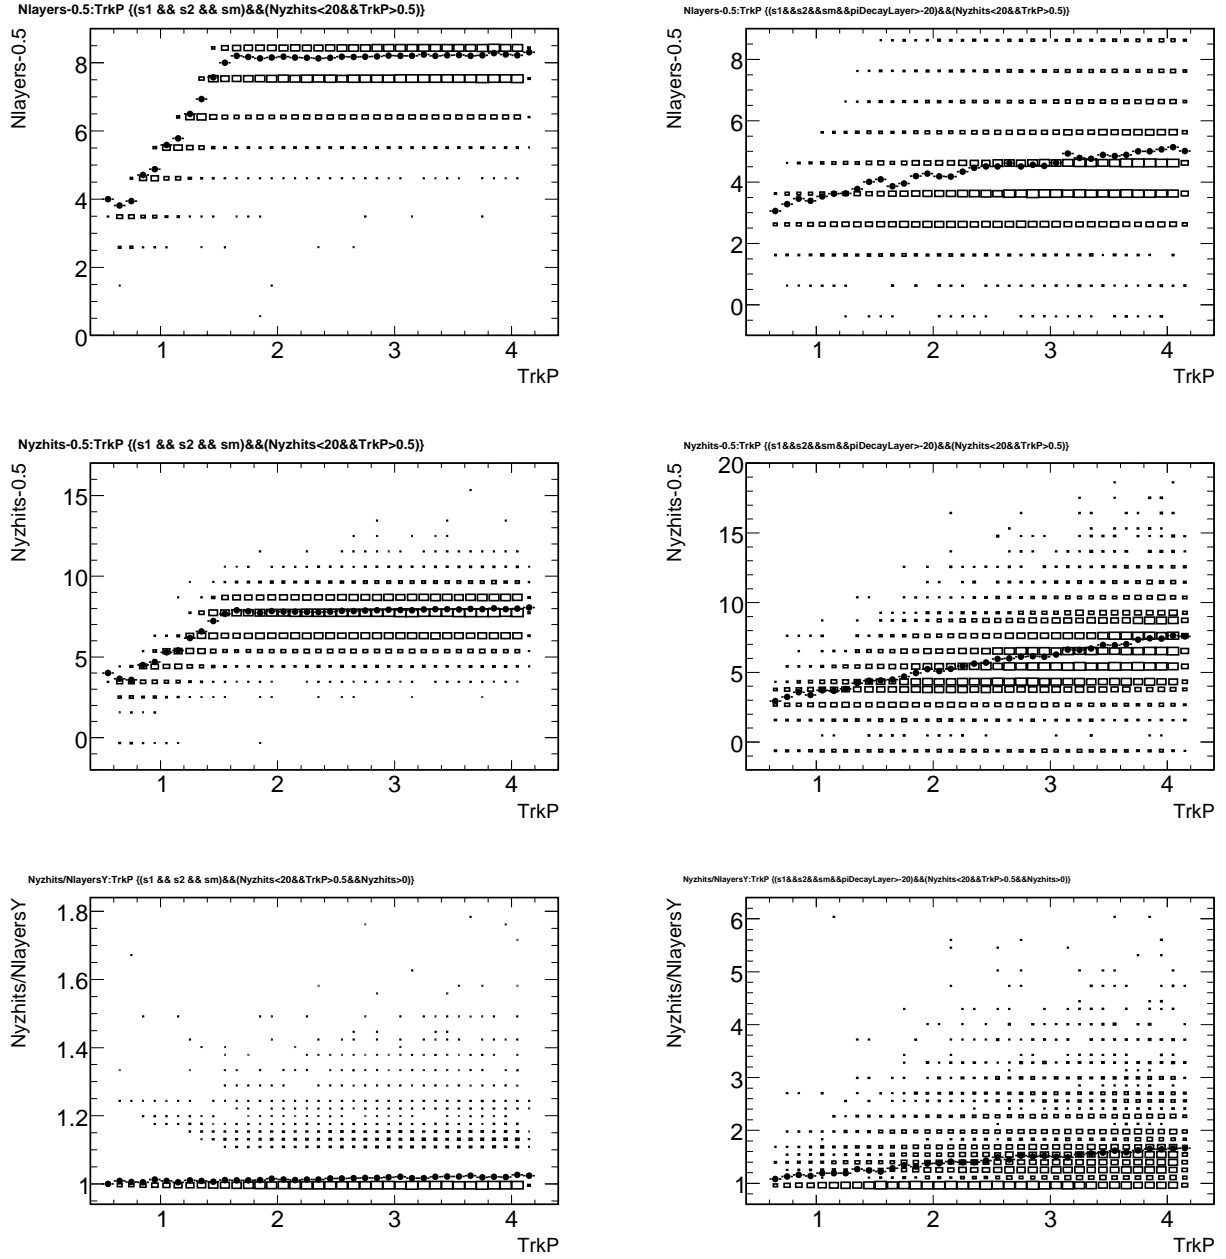 Nlayers-0.5:TrkP {(s1 && s2 && sm)&&(Nyzhits<20&&TrkP>0.5)}
Nlayers-0.5
8
6
4
2
0
1 2 3 4
TrkP
Nlayers-0.5:TrkP {(s1&&s2&&sm&&piDecayLayer>-20)&&(Nyzhits<20&&TrkP>0.5)}
Nlayers-0.5
8
6
4
2
0
1 2 3 4
TrkP
Nyzhits-0.5:TrkP {(s1 && s2 && sm)&&(Nyzhits<20&&TrkP>0.5)}
Nyzhits-0.5
15
10
5
0
1 2 3 4
TrkP
Nyzhits-0.5:TrkP {(s1&&s2&&sm&&piDecayLayer>-20)&&(Nyzhits<20&&TrkP>0.5)}
Nyzhits-0.5
20
15
10
5
0
1 2 3 4
TrkP
Nyzhits/NlayersY:TrkP {(s1 && s2 && sm)&&(Nyzhits<20&&TrkP>0.5&&Nyzhits>0)}
Nyzhits/NlayersY
1.8
1.6
1.4
1.2
1
1 2 3 4
TrkP
Nyzhits/NlayersY:TrkP {(s1&&s2&&sm&&piDecayLayer>-20)&&(Nyzhits<20&&TrkP>0.5&&Nyzhits>0)}
Nyzhits/NlayersY
6
5
4
3
2
1
1 2 3 4
TrkP